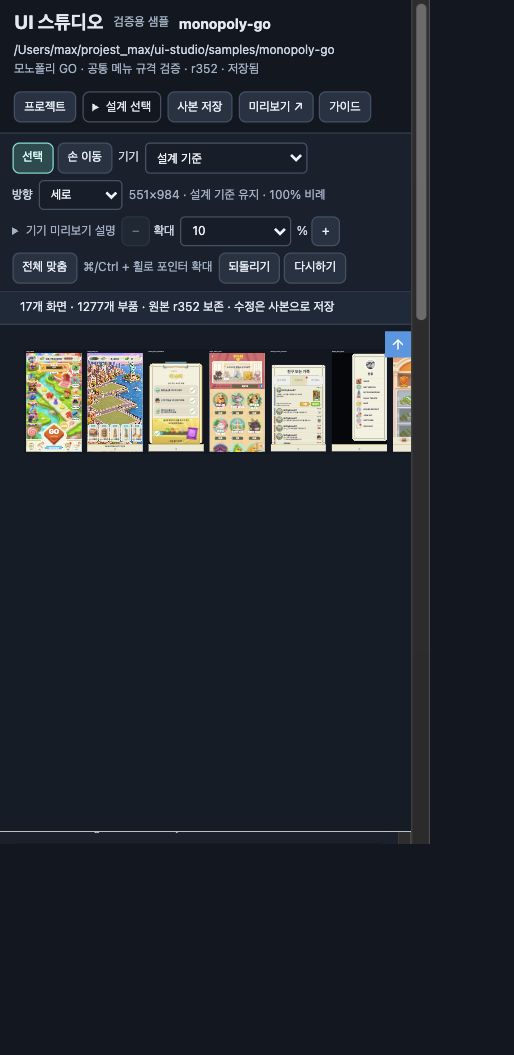 UI 스튜디오 검증용 샘플 monopoly-go
/Users/max/projest_max/ui-studio/samples/monopoly-go
모노폴리 GO · 공통 메뉴 규격 검증 · r352 · 저장됨
프로젝트 ▶ 설계 선택 사본 저장 미리보기 ↗ 가이드
선택 손 이동 기기 설계 기준
방향 세로 551×984 · 설계 기준 유지 · 100% 비례
▶ 기기 미리보기 설명 − 확대 10 % +
전체 맞춤 ⌘/Ctrl + 휠로 포인터 확대 되돌리기 다시하기
17개 화면 · 1277개 부품 · 원본 r352 보존 · 수정은 사본으로 저장
GO
친구 또는 가족